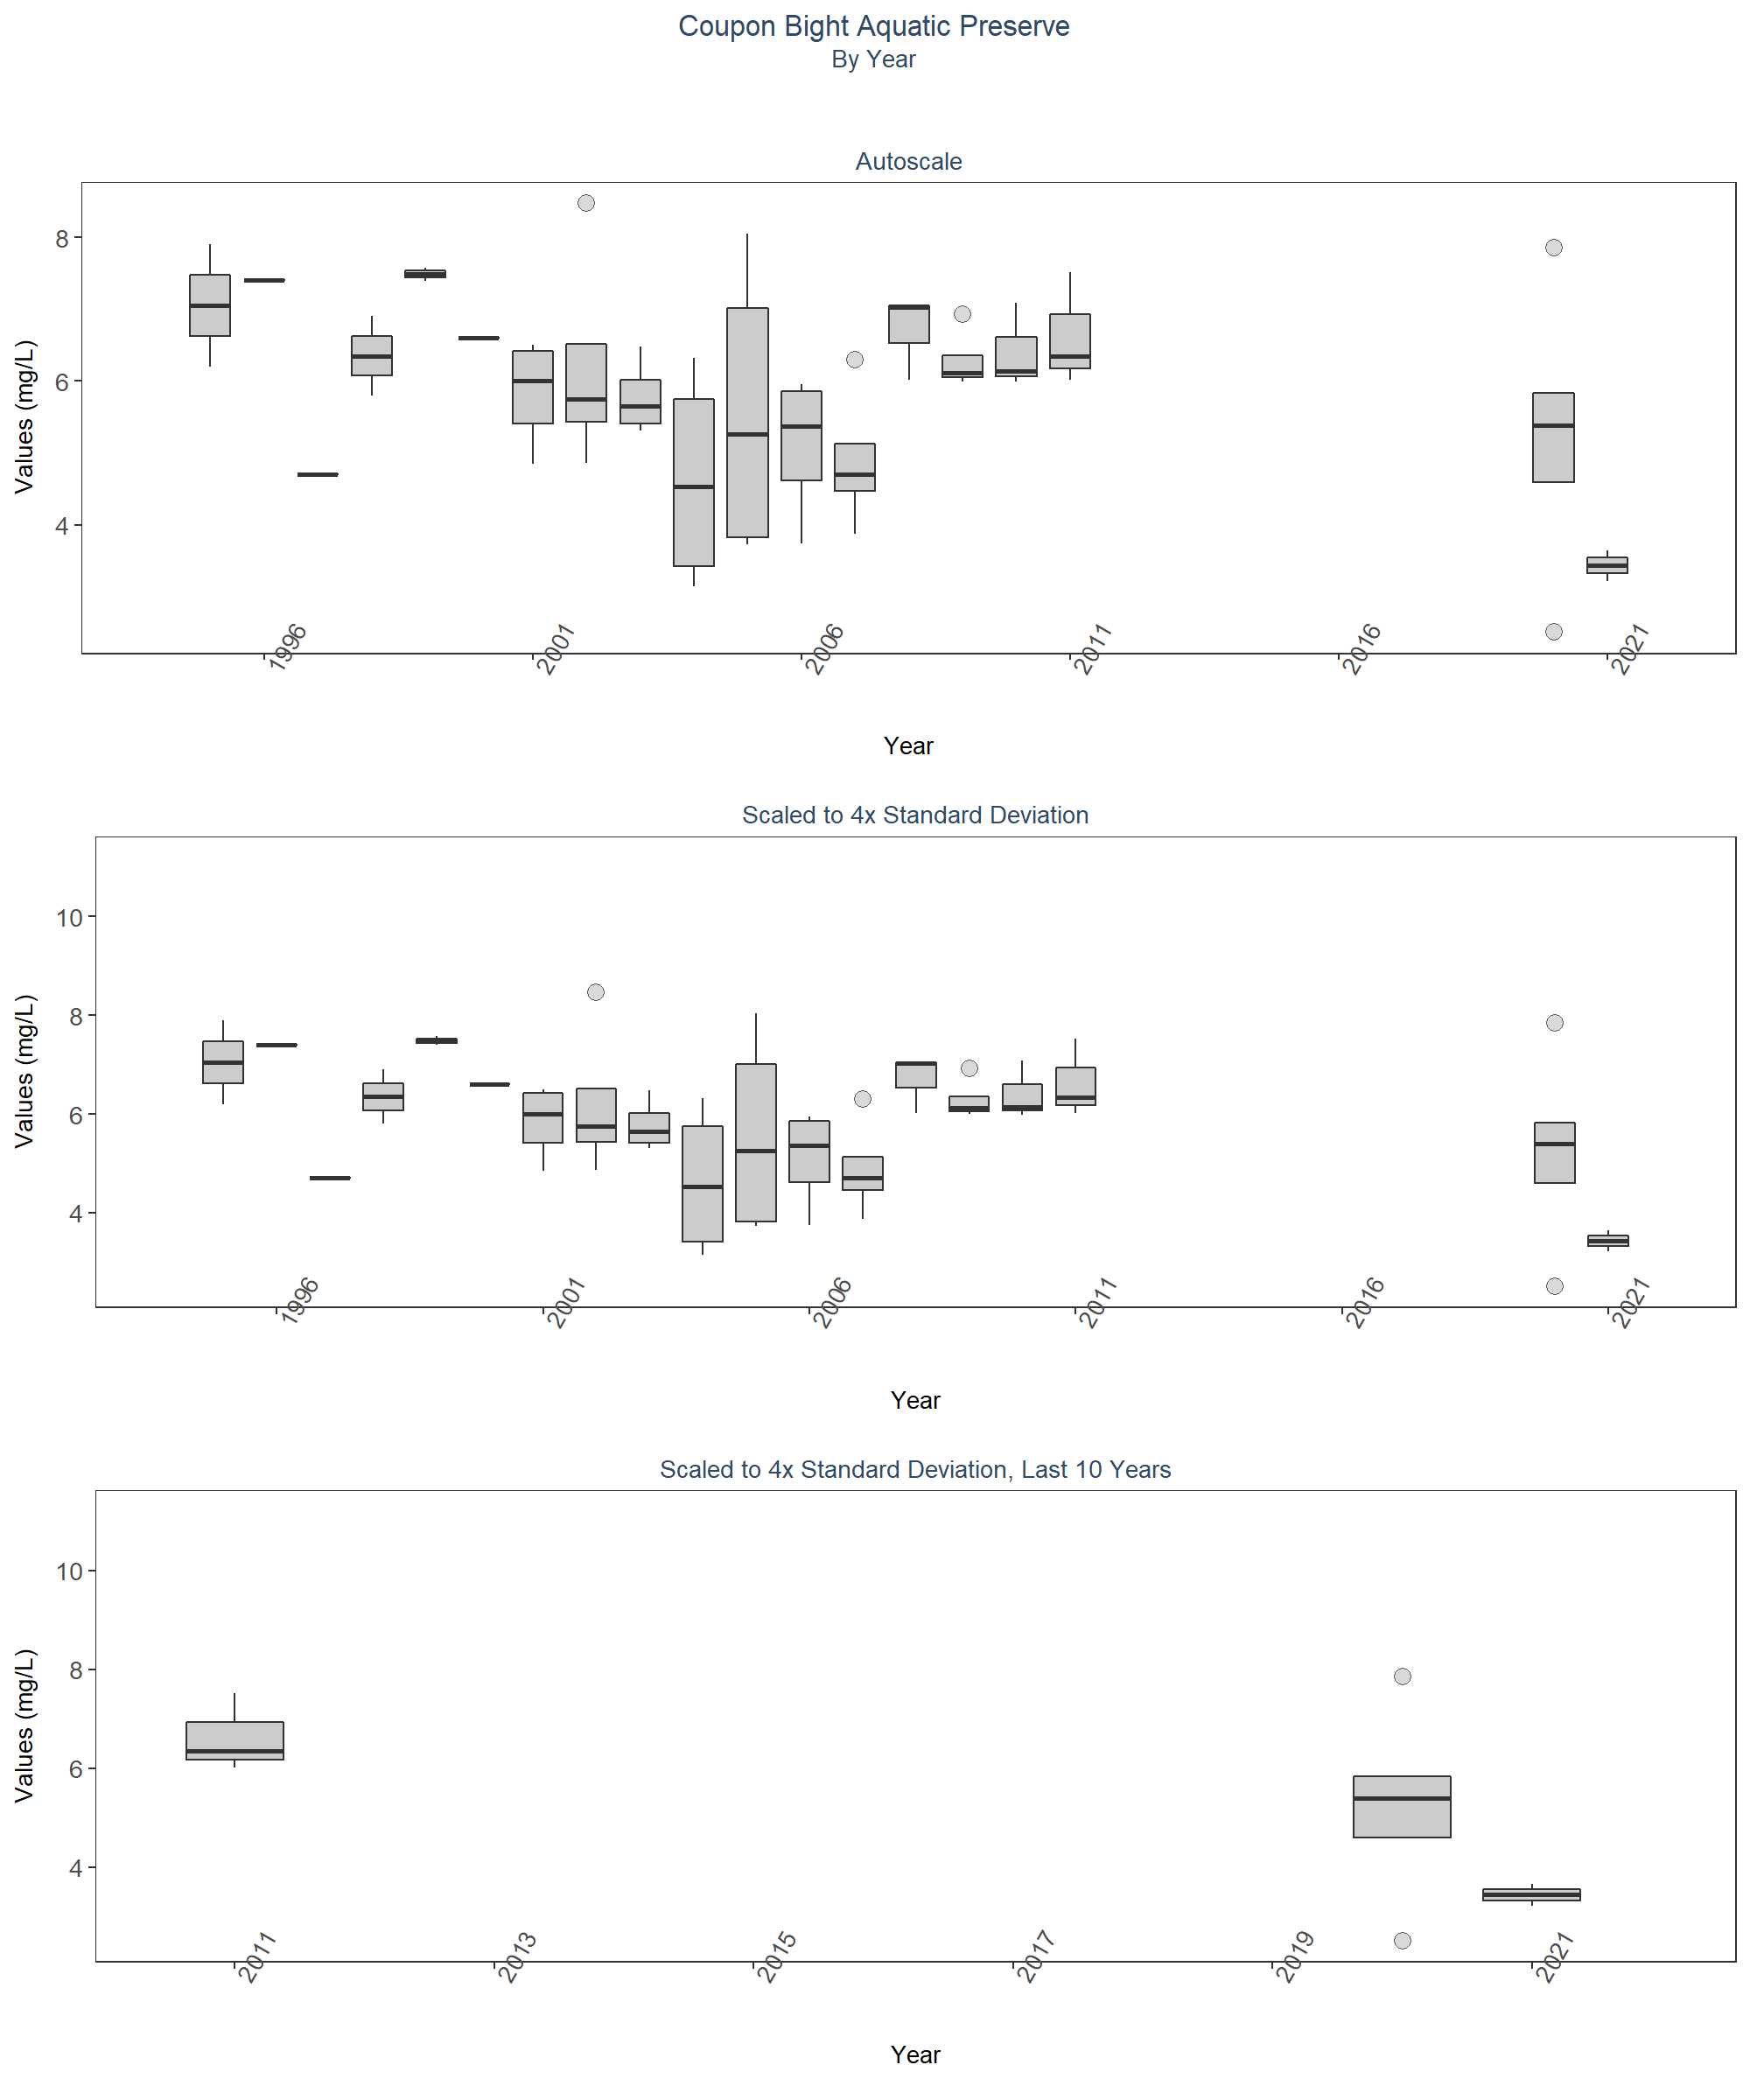 Coupon Bight Aquatic Preserve
By Year
Autoscale
Values (mg/L)
8
6
4
1996
2001
2006
2011
2016
2021
Year
Scaled to 4x Standard Deviation
Values (mg/L)
10
8
6
4
1996
2001
2006
2011
2016
2021
Year
Scaled to 4x Standard Deviation, Last 10 Years
Values (mg/L)
10
8
6
4
2011
2013
2015
2017
2019
2021
Year